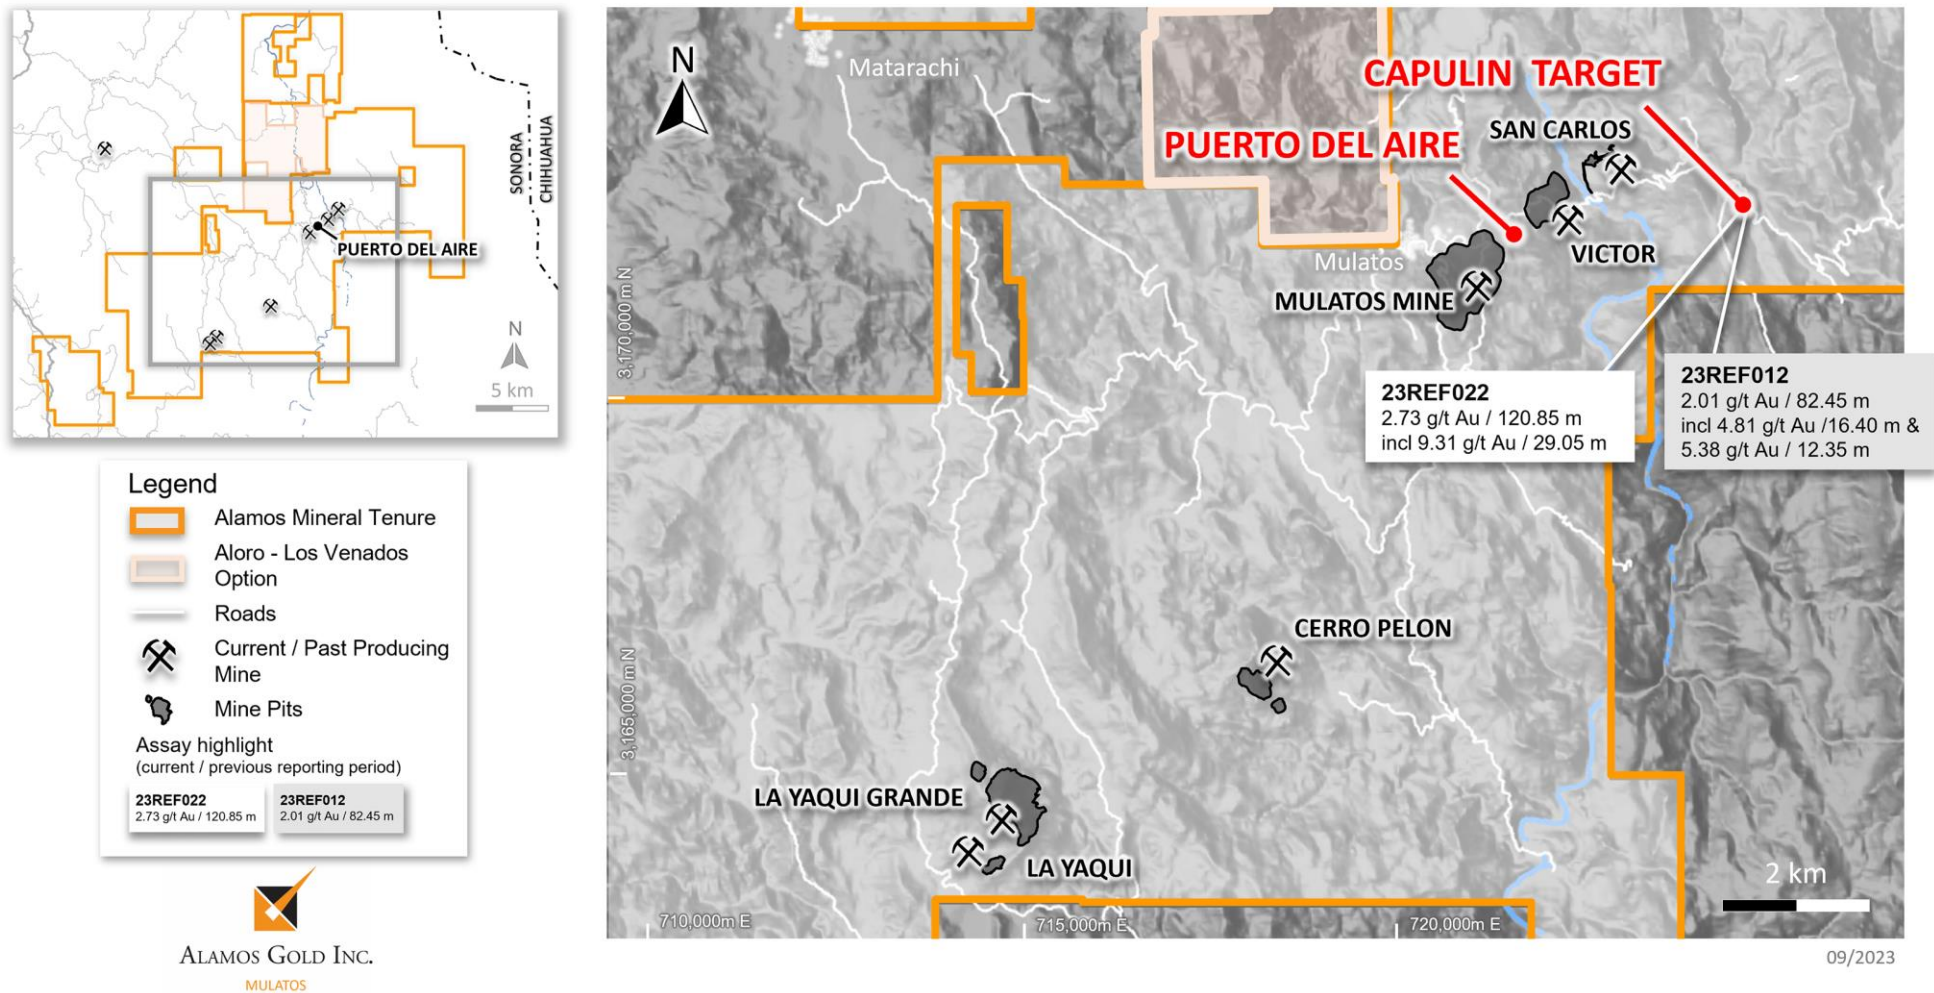 SONORA
CHIHUAHUA
PUERTO DEL AIRE
N
5 km
Legend
Alamos Mineral Tenure
Aloro - Los Venados
Option
Roads
Current / Past Producing
Mine
Mine Pits
Assay highlight
(current / previous reporting period)
23REF022
2.73 g/t Au / 120.85 m
23REF012
2.01 g/t Au / 82.45 m
ALAMOS GOLD INC.
MULATOS
N
Matarachi
CAPULIN TARGET
SAN CARLOS
PUERTO DEL AIRE
VICTOR
Mulatos
MULATOS MINE
3,170,000 m N
23REF022
2.73 g/t Au / 120.85 m
incl 9.31 g/t Au / 29.05 m
23REF012
2.01 g/t Au / 82.45 m
incl 4.81 g/t Au /16.40 m &
5.38 g/t Au / 12.35 m
CERRO PELON
3,165,000 m N
LA YAQUI GRANDE
LA YAQUI
2 km
710,000m E
715,000m E
720,000m E
09/2023